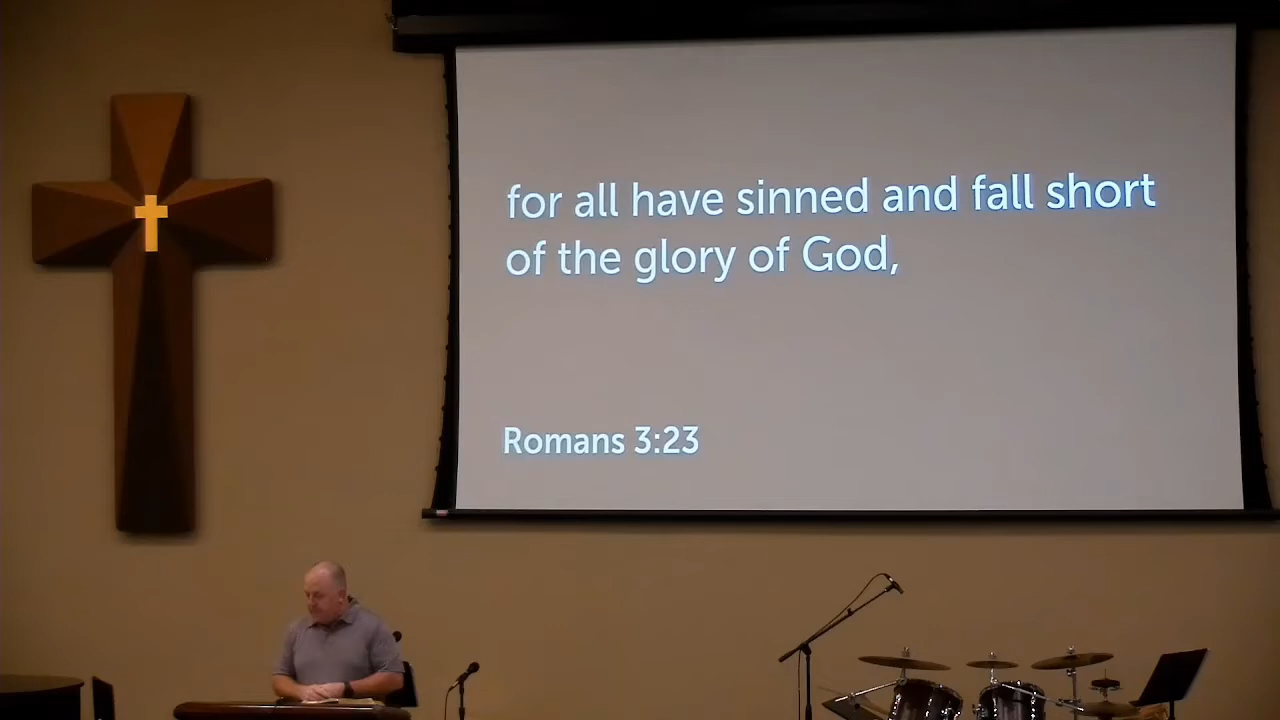 for all have sinned and fall short
of the glory of God,
Romans 3:23